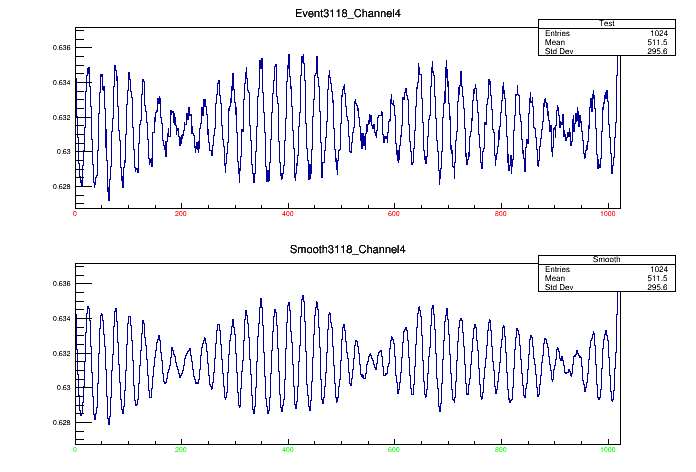 Event3118_Channel4
Test
Entries 1024
Mean 511.5
Std Dev 295.6
0.636
0.634
0.632
0.63
0.628
0 200 400 600 800 1000
Smooth3118_Channel4
Smooth
Entries 1024
Mean 511.5
Std Dev 295.6
0.636
0.634
0.632
0.63
0.628
0 200 400 600 800 1000